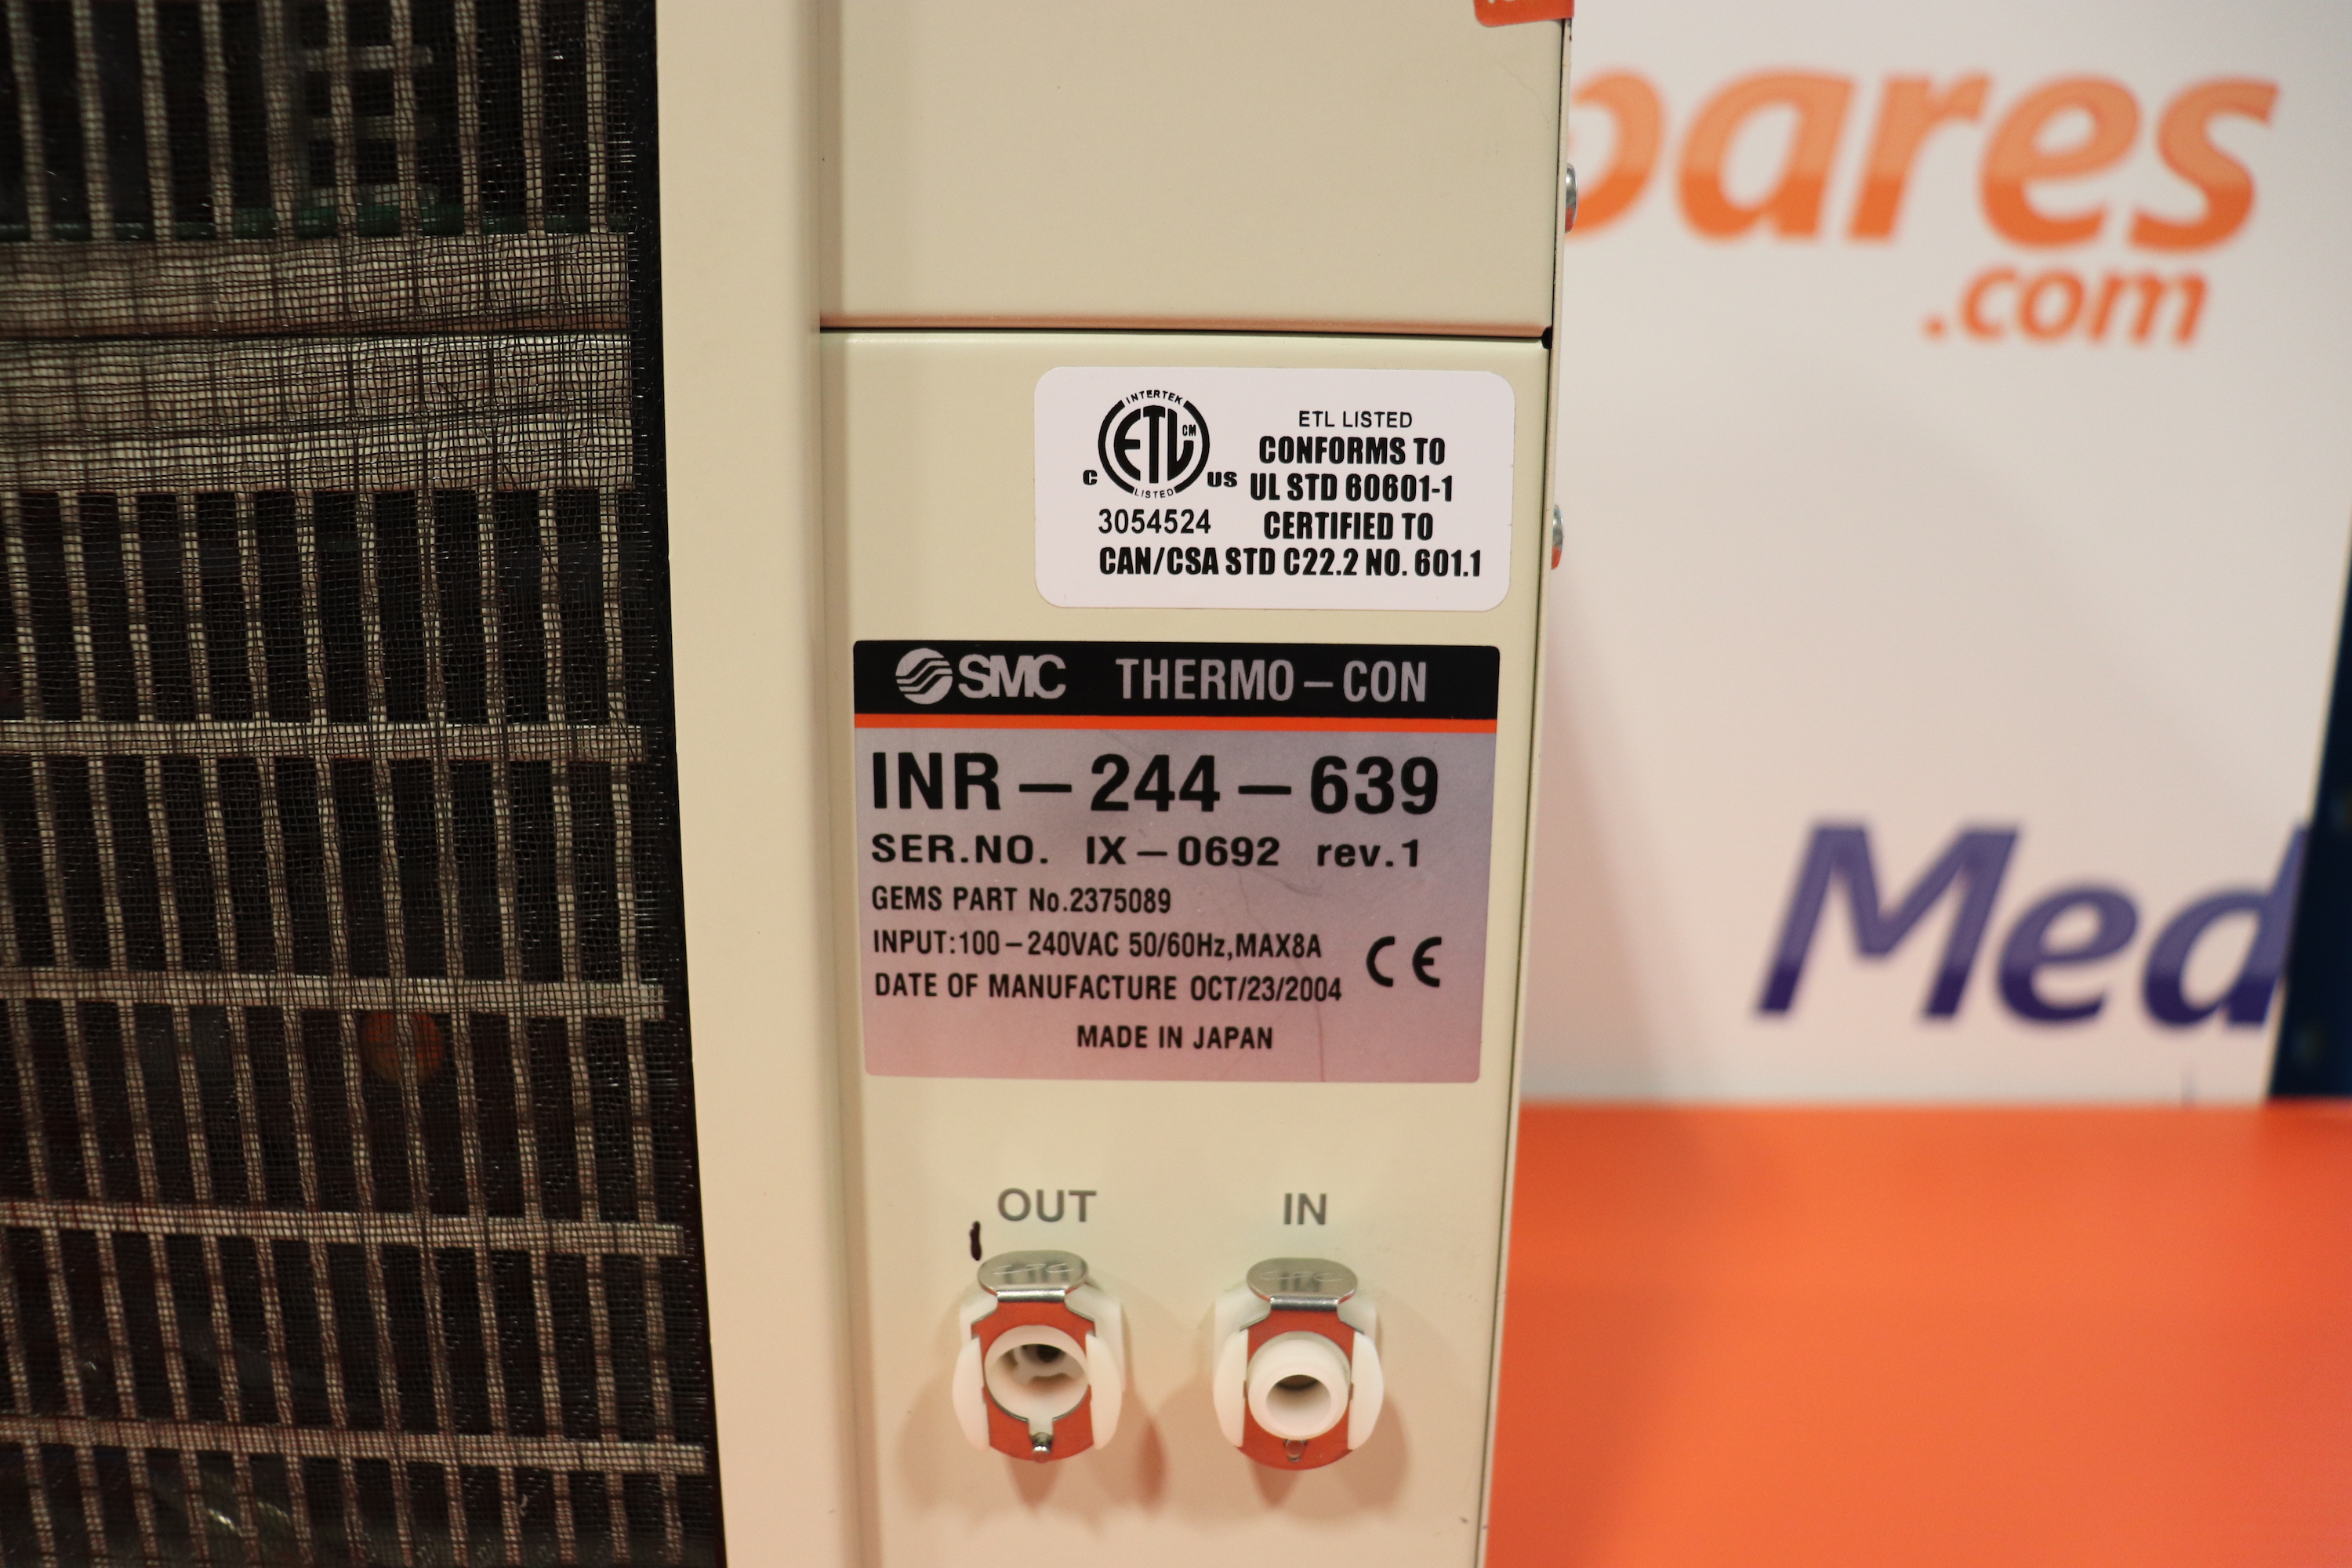 ares
.com
Med
INTERTEK
ETL CM
LISTED
C US
3054524
ETL LISTED
CONFORMS TO
UL STD 60601-1
CERTIFIED TO
CAN/CSA STD C22.2 NO. 601.1
SMC THERMO-CON
INR-244-639
SER.NO. IX-0692 rev.1
GEMS PART No.2375089
INPUT:100-240VAC 50/60Hz,MAX8A
CE
DATE OF MANUFACTURE OCT/23/2004
MADE IN JAPAN
OUT IN